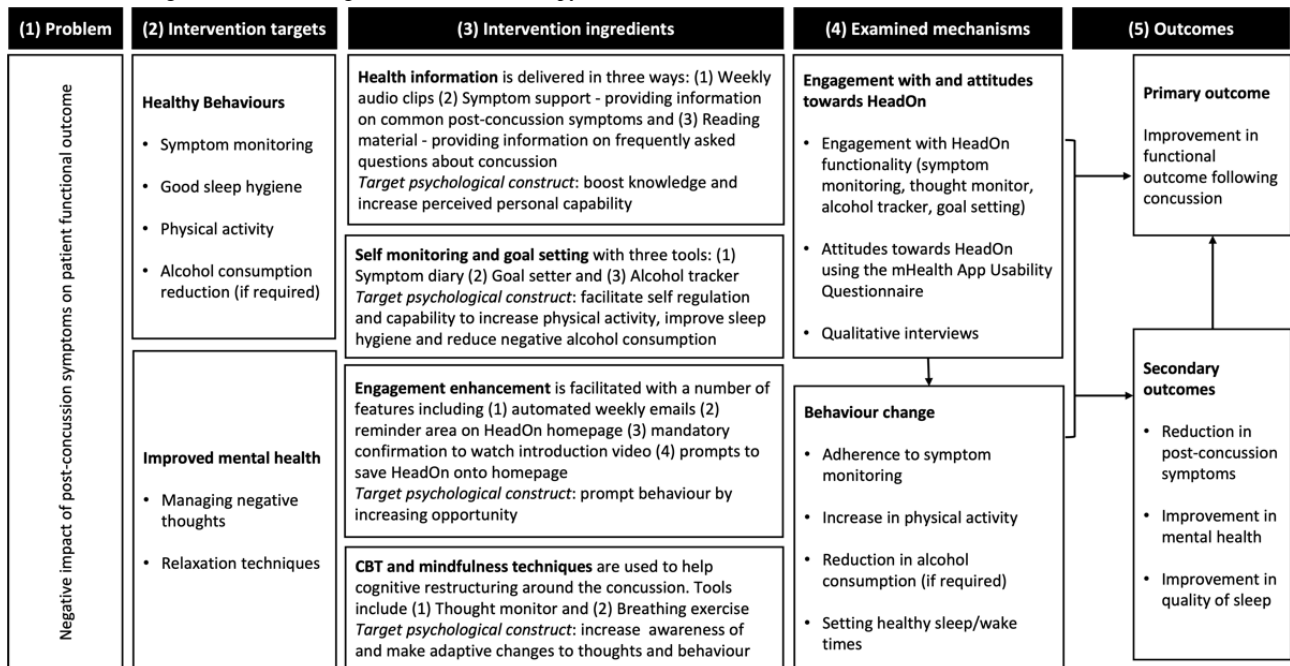 (1) Problem
(2) Intervention targets
(3) Intervention ingredients
(4) Examined mechanisms
(5) Outcomes
Negative impact of post-concussion symptoms on patient functional outcome
Healthy Behaviours
• Symptom monitoring
• Good sleep hygiene
• Physical activity
• Alcohol consumption
reduction (if required)
Improved mental health
• Managing negative
thoughts
• Relaxation techniques
Health information is delivered in three ways: (1) Weekly
audio clips (2) Symptom support - providing information
on common post-concussion symptoms and (3) Reading
material - providing information on frequently asked
questions about concussion
Target psychological construct: boost knowledge and
increase perceived personal capability
Self monitoring and goal setting with three tools: (1)
Symptom diary (2) Goal setter and (3) Alcohol tracker
Target psychological construct: facilitate self regulation
and capability to increase physical activity, improve sleep
hygiene and reduce negative alcohol consumption
Engagement enhancement is facilitated with a number of
features including (1) automated weekly emails (2)
reminder area on HeadOn homepage (3) mandatory
confirmation to watch introduction video (4) prompts to
save HeadOn onto homepage
Target psychological construct: prompt behaviour by
increasing opportunity
CBT and mindfulness techniques are used to help
cognitive restructuring around the concussion. Tools
include (1) Thought monitor and (2) Breathing exercise
Target psychological construct: increase awareness of
and make adaptive changes to thoughts and behaviour
Engagement with and attitudes
towards HeadOn
• Engagement with HeadOn
functionality (symptom
monitoring, thought monitor,
alcohol tracker, goal setting)
• Attitudes towards HeadOn
using the mHealth App Usability
Questionnaire
• Qualitative interviews
Behaviour change
• Adherence to symptom
monitoring
• Increase in physical activity
• Reduction in alcohol
consumption (if required)
• Setting healthy sleep/wake
times
Primary outcome
Improvement in
functional
outcome following
concussion
Secondary
outcomes
• Reduction in
post-concussion
symptoms
• Improvement in
mental health
• Improvement in
quality of sleep